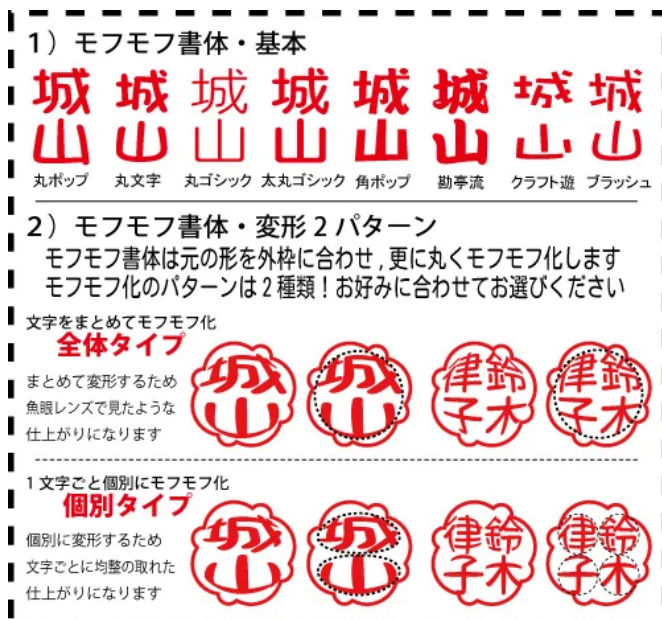 1）モフモフ書体・基本
城山 城山 城山 城山 城山 城山 城山 城山
丸ポップ 丸文字 丸ゴシック 太丸ゴシック 角ポップ 勘亭流 クラフト遊 ブラッシュ
2）モフモフ書体・変形2パターン
モフモフ書体は元の形を外枠に合わせ,更に丸くモフモフ化します
モフモフ化のパターンは2種類！お好みに合わせてお選びください
文字をまとめてモフモフ化
全体タイプ
まとめて変形するため
魚眼レンズで見たような
仕上がりになります
城山 城山 鈴木律子 鈴木律子
1文字ごと個別にモフモフ化
個別タイプ
個別に変形するため
文字ごとに均整の取れた
仕上がりになります
城山 城山 鈴木律子 鈴木律子